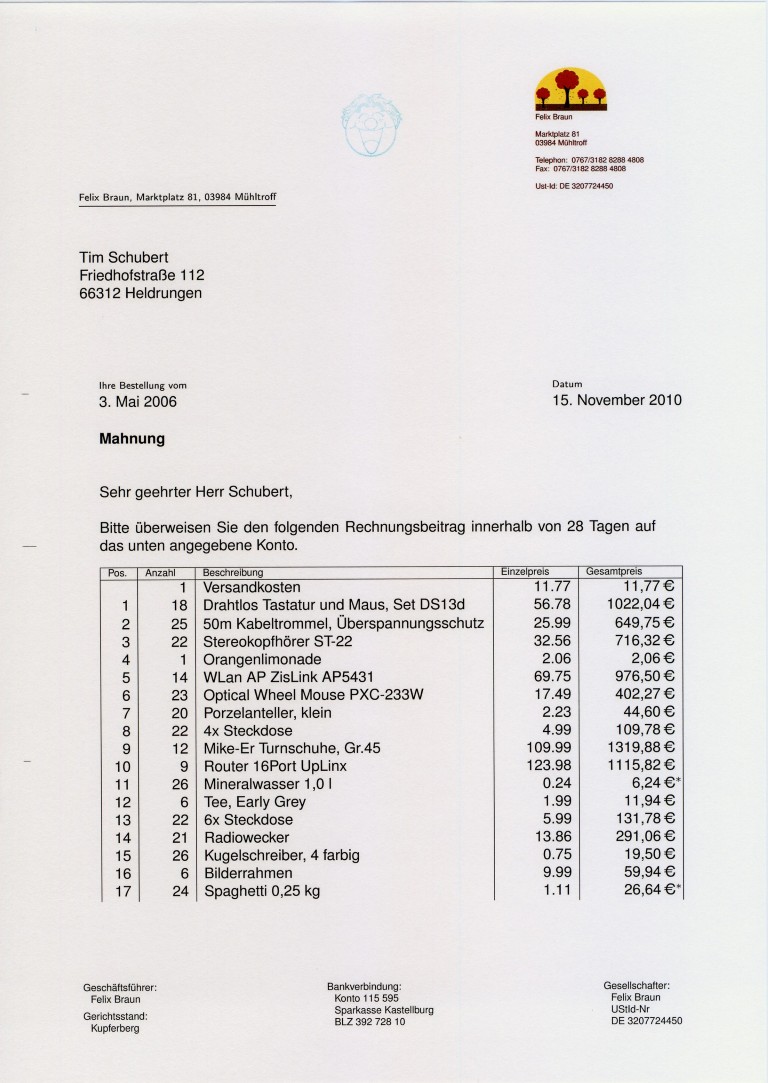 Felix Braun
Marktplatz 81
03984 Mühltroff
Telephon: 0767/3182 8288 4808
Fax: 0767/3182 8288 4808
Ust-Id: DE 3207724450
Felix Braun, Marktplatz 81, 03984 Mühltroff
Tim Schubert
Friedhofstraße 112
66312 Heldrungen
Ihre Bestellung vom
3. Mai 2006
Datum
15. November 2010
Mahnung
Sehr geehrter Herr Schubert,
Bitte überweisen Sie den folgenden Rechnungsbeitrag innerhalb von 28 Tagen auf
das unten angegebene Konto.
Pos. Anzahl Beschreibung Einzelpreis Gesamtpreis
1 Versandkosten 11.77 11,77 €
1 18 Drahtlos Tastatur und Maus, Set DS13d 56.78 1022,04 €
2 25 50m Kabeltrommel, Überspannungsschutz 25.99 649,75 €
3 22 Stereokopfhörer ST-22 32.56 716,32 €
4 1 Orangenlimonade 2.06 2,06 €
5 14 WLan AP ZisLink AP5431 69.75 976,50 €
6 23 Optical Wheel Mouse PXC-233W 17.49 402,27 €
7 20 Porzelanteller, klein 2.23 44,60 €
8 22 4x Steckdose 4.99 109,78 €
9 12 Mike-Er Turnschuhe, Gr.45 109.99 1319,88 €
10 9 Router 16Port UpLinx 123.98 1115,82 €
11 26 Mineralwasser 1,0 l 0.24 6,24 €*
12 6 Tee, Early Grey 1.99 11,94 €
13 22 6x Steckdose 5.99 131,78 €
14 21 Radiowecker 13.86 291,06 €
15 26 Kugelschreiber, 4 farbig 0.75 19,50 €
16 6 Bilderrahmen 9.99 59,94 €
17 24 Spaghetti 0,25 kg 1.11 26,64 €*
Geschäftsführer:
Felix Braun
Gerichtsstand:
Kupferberg
Bankverbindung:
Konto 115 595
Sparkasse Kastellburg
BLZ 392 728 10
Gesellschafter:
Felix Braun
UStId-Nr
DE 3207724450